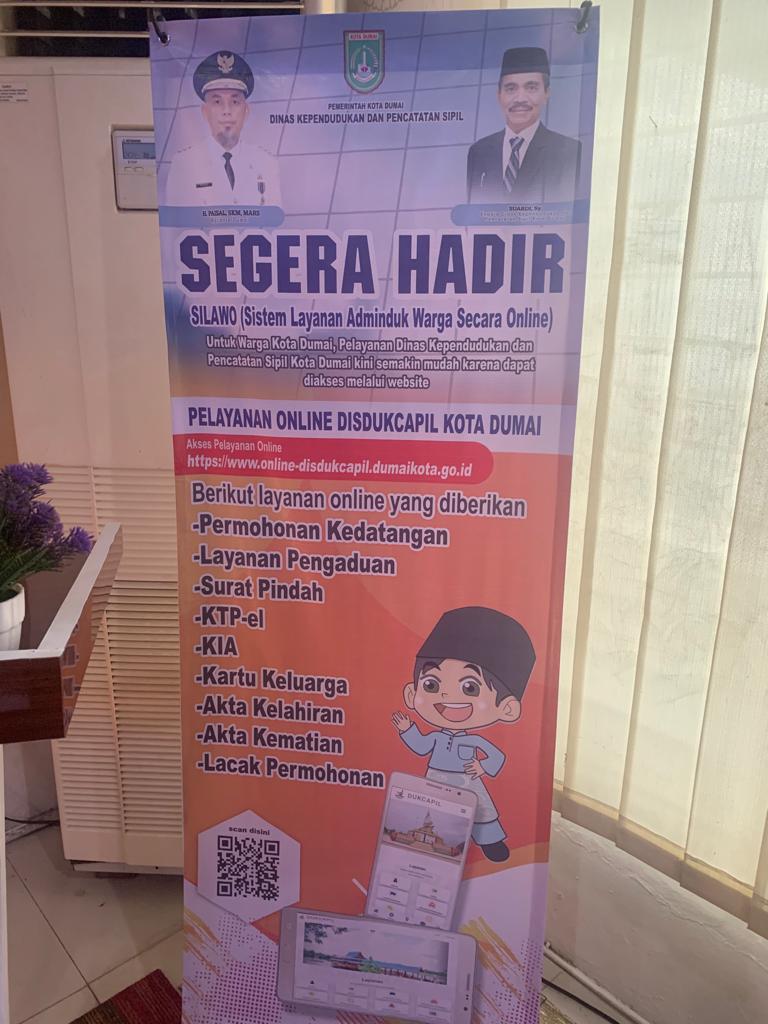 KOTA DUMAI
PEMERINTAH KOTA DUMAI
DINAS KEPENDUDUKAN DAN PENCATATAN SIPIL
H. PAISAL, SKM, MARS
SUARDI, Sy
SEGERA HADIR
SILAWO (Sistem Layanan Adminduk Warga Secara Online)
Untuk Warga Kota Dumai, Pelayanan Dinas Kependudukan dan
Pencatatan Sipil Kota Dumai kini semakin mudah karena dapat
diakses melalui website
PELAYANAN ONLINE DISDUKCAPIL KOTA DUMAI
Akses Pelayanan Online
https://www.online-disdukcapil.dumaikota.go.id
Berikut layanan online yang diberikan
-Permohonan Kedatangan
-Layanan Pengaduan
-Surat Pindah
-KTP-el
-KIA
-Kartu Keluarga
-Akta Kelahiran
-Akta Kematian
-Lacak Permohonan
scan disini
DUKCAPIL
Layanan
DUKCAPIL
Layanan